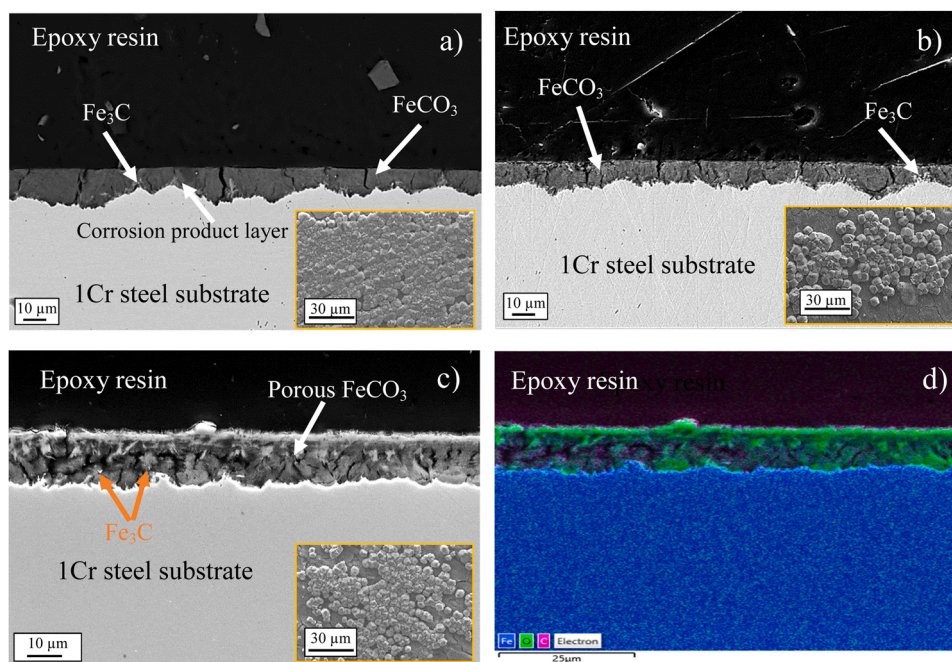 Epoxy resin
a)
Fe₃C
FeCO₃
Corrosion product layer
1Cr steel substrate
10 µm
30 µm
Epoxy resin
b)
FeCO₃
Fe₃C
1Cr steel substrate
10 µm
30 µm
Epoxy resin
c)
Porous FeCO₃
Fe₃C
1Cr steel substrate
10 µm
30 µm
Epoxy resin
d)
Fe O C Electron
25µm